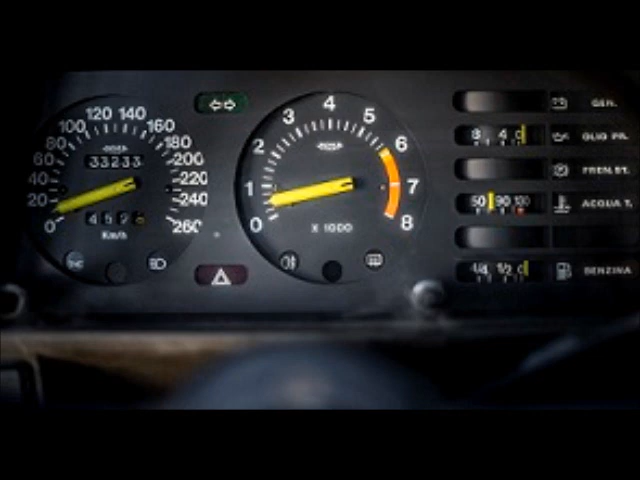 0 20 40 60 80 100 120 140 160 180 200 220 240 260
33233
Km/h
0 1 2 3 4 5 6 7 8
X 1000
GEN.
8 4 0 OLIO PR.
FREN.ST.
50 90 130 ACQUA T.
1/4 1/2 0 BENZINA